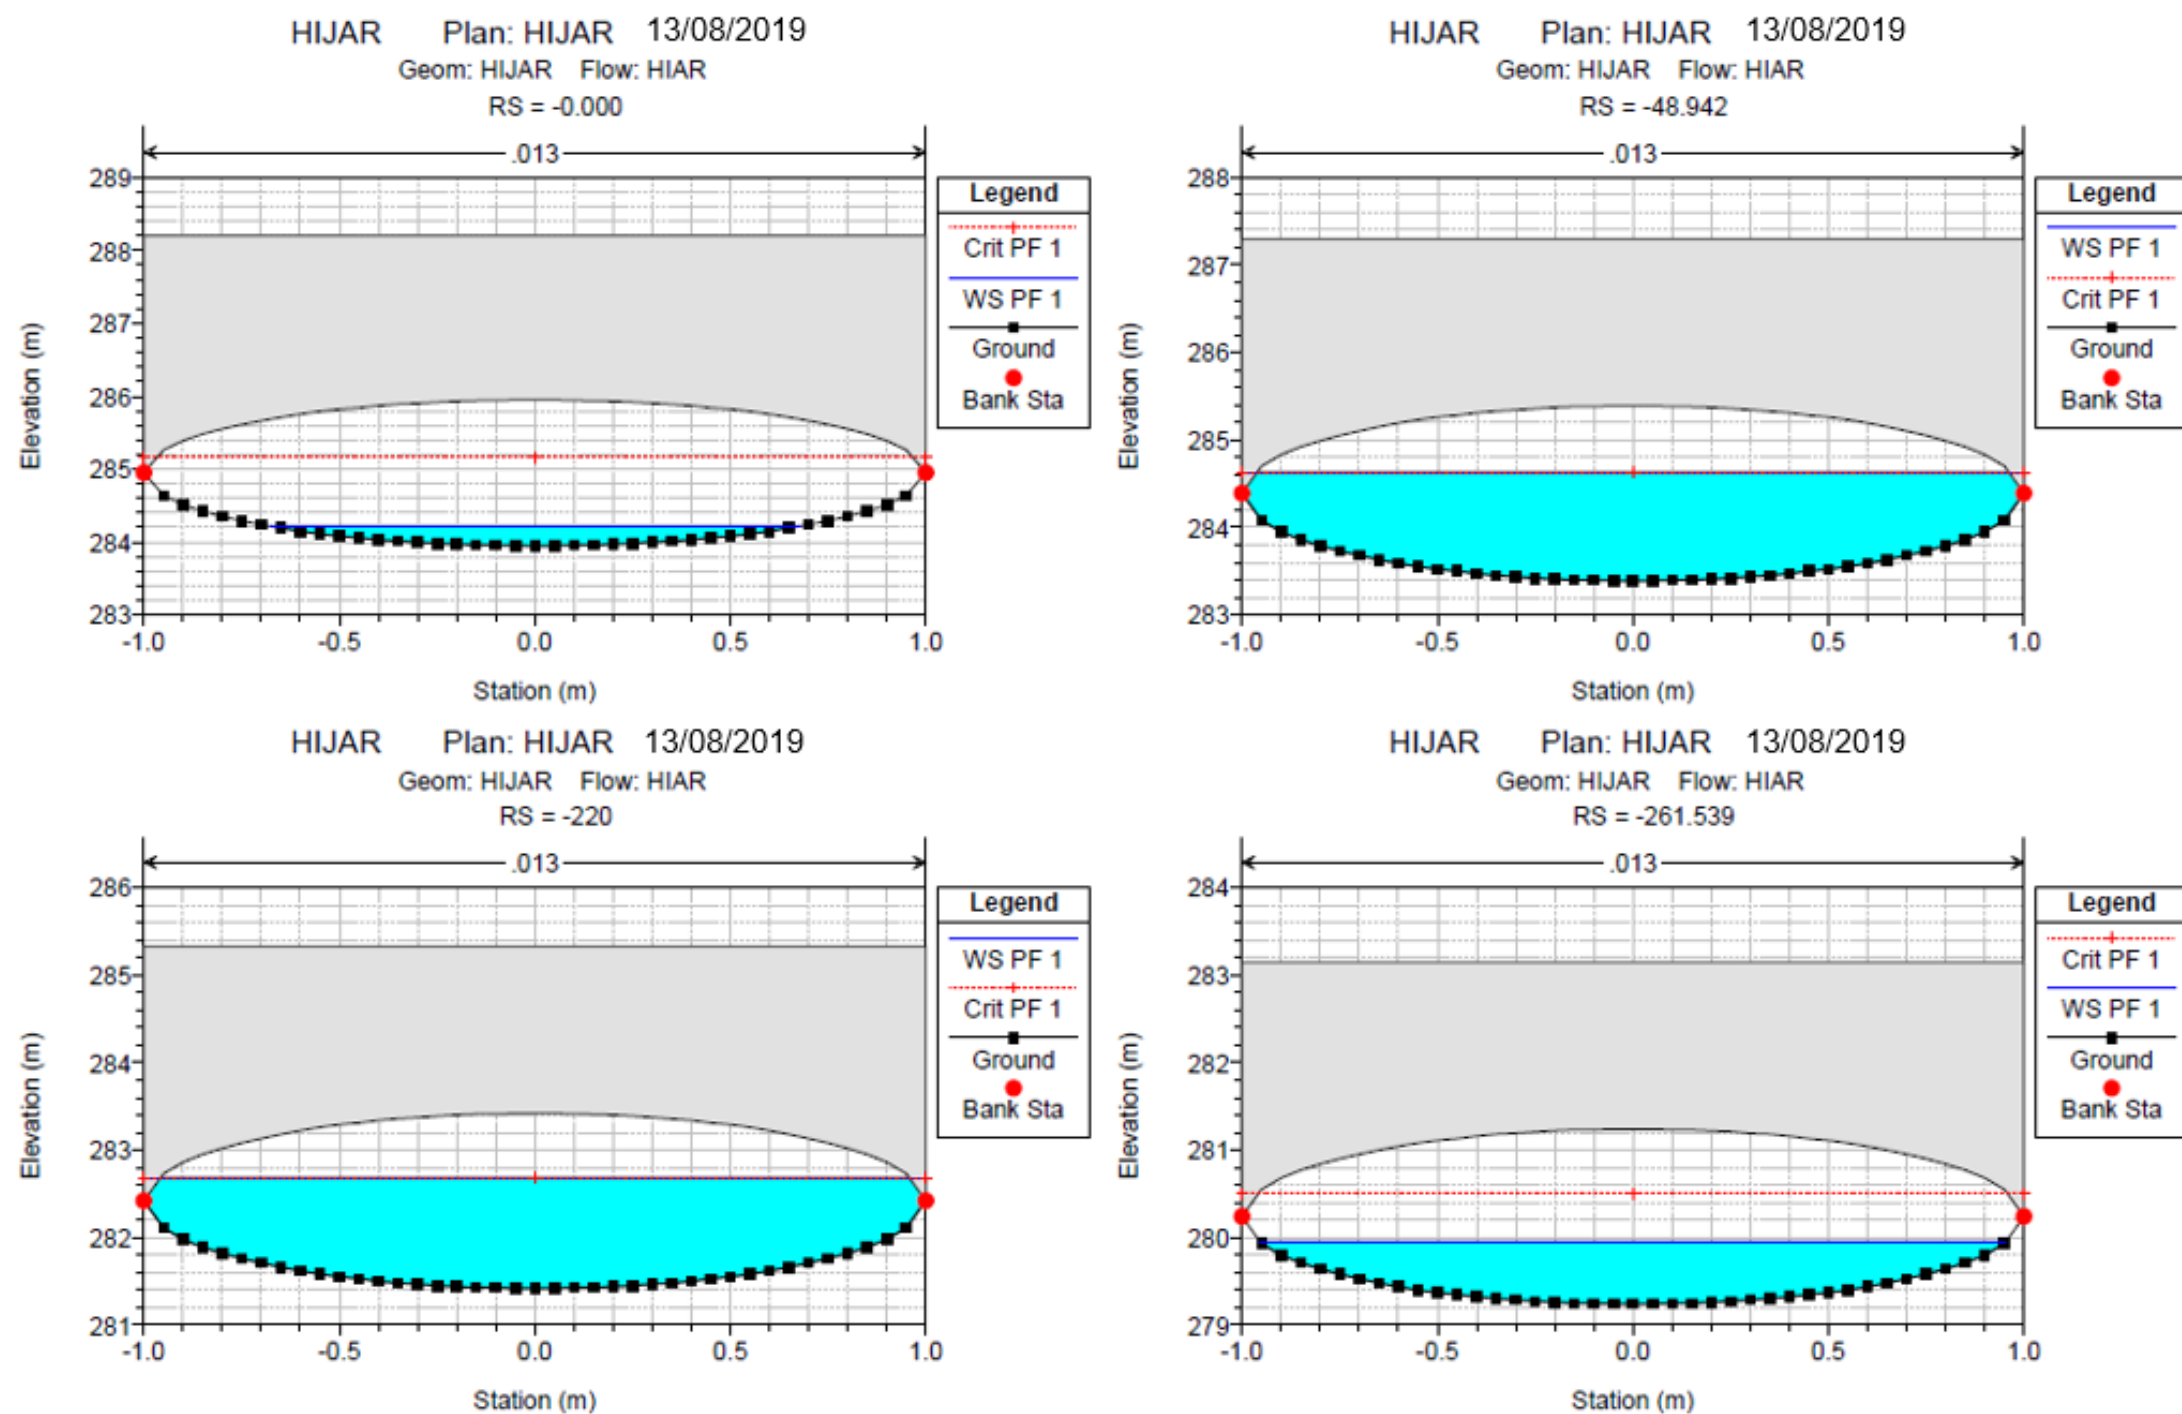 HIJAR Plan: HIJAR 13/08/2019
Geom: HIJAR Flow: HIAR
RS = -0.000
.013
Legend
Crit PF 1
WS PF 1
Ground
Bank Sta
289
288
287
286
285
284
283
Elevation (m)
-1.0 -0.5 0.0 0.5 1.0
Station (m)
HIJAR Plan: HIJAR 13/08/2019
Geom: HIJAR Flow: HIAR
RS = -48.942
.013
Legend
WS PF 1
Crit PF 1
Ground
Bank Sta
288
287
286
285
284
283
Elevation (m)
-1.0 -0.5 0.0 0.5 1.0
Station (m)
HIJAR Plan: HIJAR 13/08/2019
Geom: HIJAR Flow: HIAR
RS = -220
.013
Legend
WS PF 1
Crit PF 1
Ground
Bank Sta
286
285
284
283
282
281
Elevation (m)
-1.0 -0.5 0.0 0.5 1.0
Station (m)
HIJAR Plan: HIJAR 13/08/2019
Geom: HIJAR Flow: HIAR
RS = -261.539
.013
Legend
Crit PF 1
WS PF 1
Ground
Bank Sta
284
283
282
281
280
279
Elevation (m)
-1.0 -0.5 0.0 0.5 1.0
Station (m)